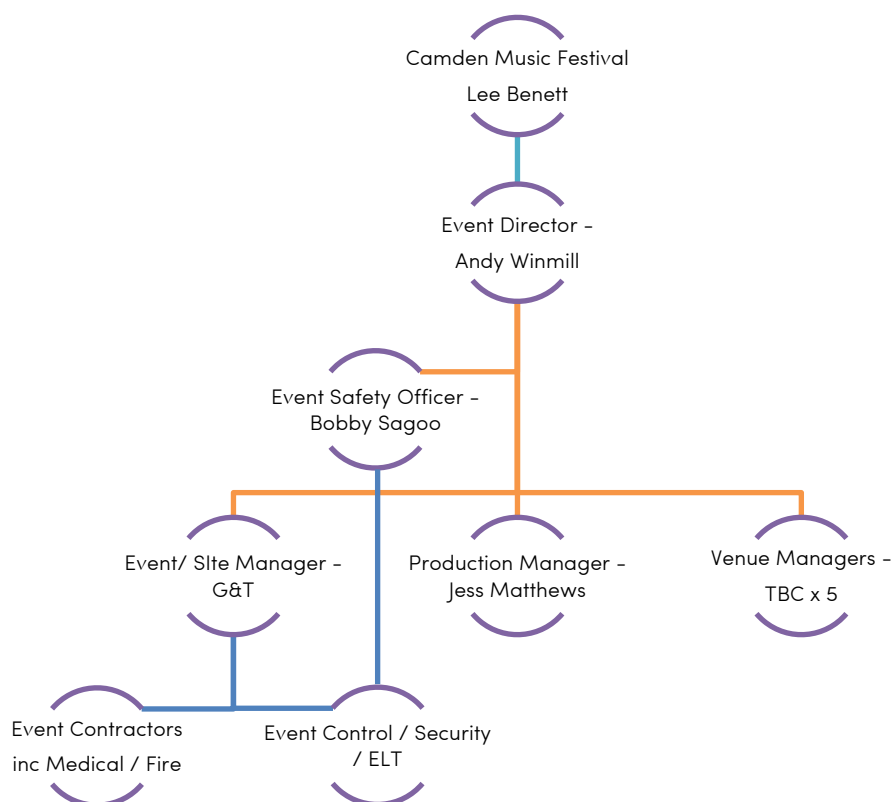 Camden Music Festival
Lee Benett
Event Director -
Andy Winmill
Event Safety Officer -
Bobby Sagoo
Event/ SIte Manager -
G&T
Production Manager -
Jess Matthews
Venue Managers -
TBC x 5
Event Contractors
inc Medical / Fire
Event Control / Security
/ ELT